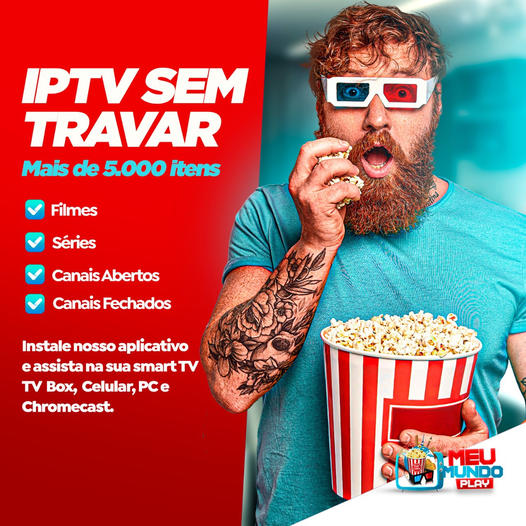 IPTV SEM
TRAVAR
Mais de 5.000 itens
Filmes
Séries
Canais Abertos
Canais Fechados
Instale nosso aplicativo
e assista na sua smart TV
TV Box, Celular, PC e
Chromecast.
MEU
MUNDO
PLAY